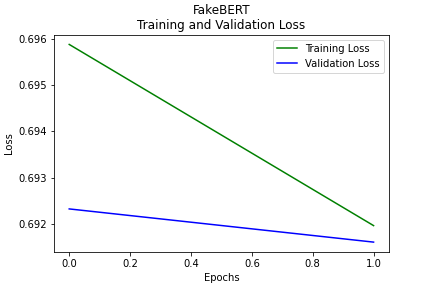 FakeBERT
Training and Validation Loss
Training Loss
Validation Loss
0.696
0.695
0.694
0.693
0.692
Loss
0.0 0.2 0.4 0.6 0.8 1.0
Epochs